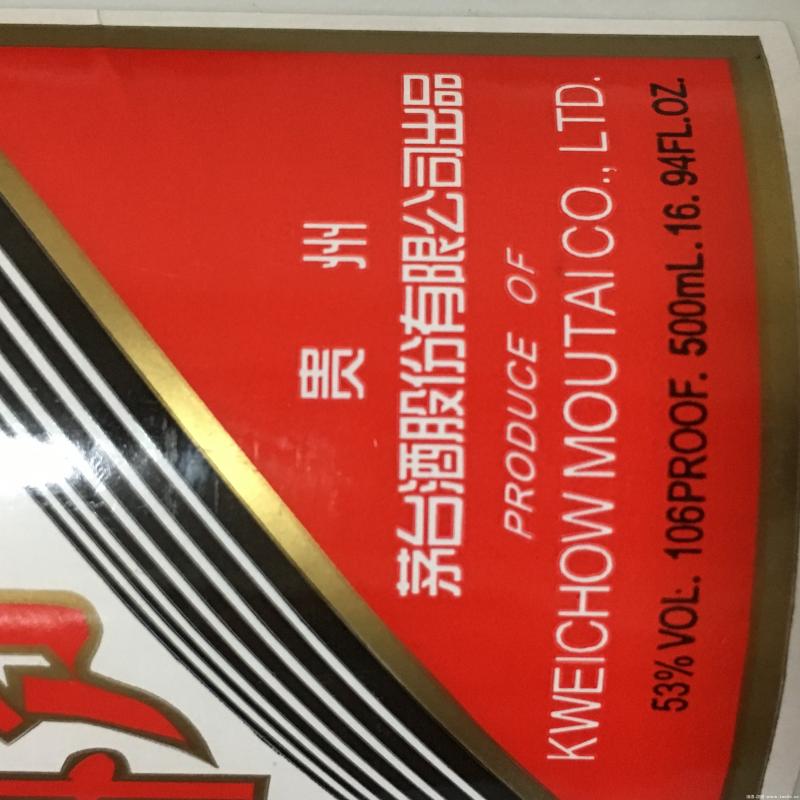 贵州
茅台酒股份有限公司出品
PRODUCE OF
KWEICHOW MOUTAI CO., LTD.
53% VOL. 106PROOF. 500mL. 16. 94FL.OZ.